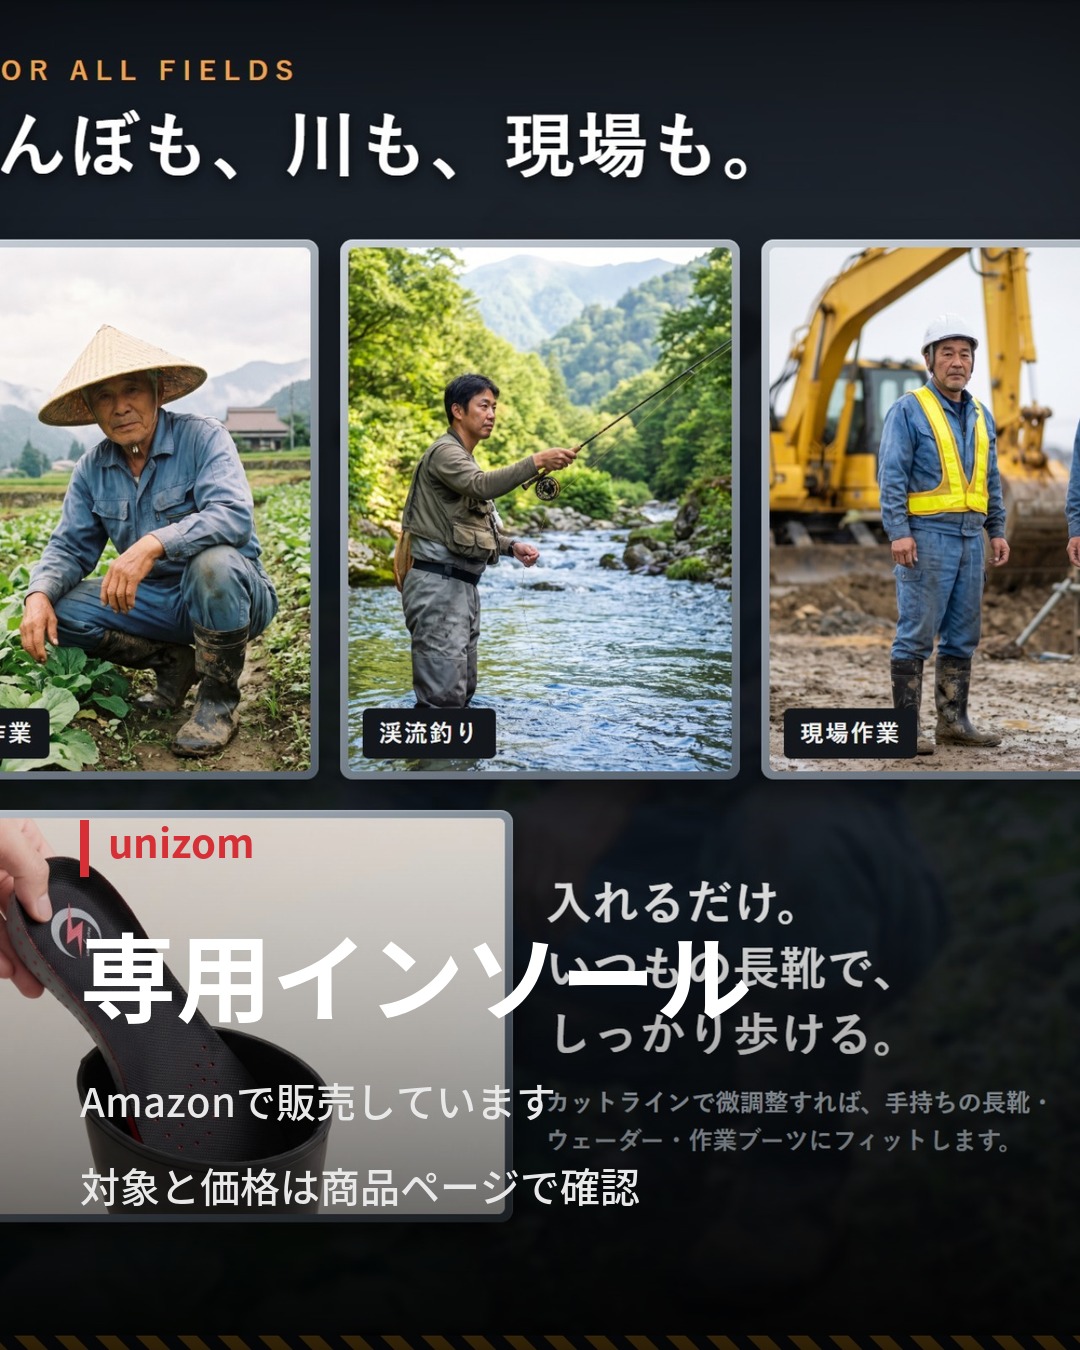 OR ALL FIELDS
んぼも、川も、現場も。
作業
渓流釣り
現場作業
unizom
専用インソール
Amazonで販売しています
対象と価格は商品ページで確認
入れるだけ。
いつもの長靴で、
しっかり歩ける。
カットラインで微調整すれば、手持ちの長靴・
ウェーダー・作業ブーツにフィットします。